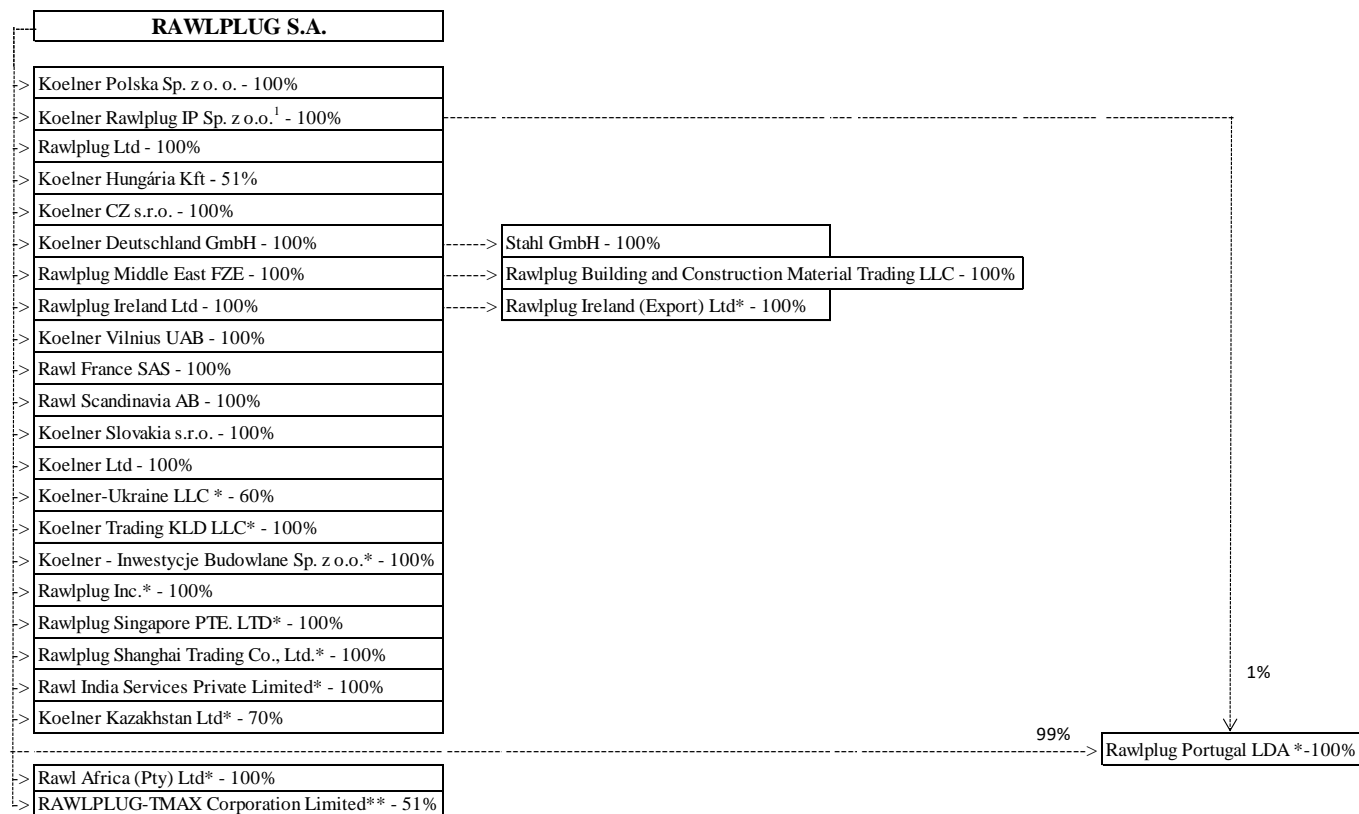 RAWLPLUG S.A.
-> Koelner Polska Sp. z o. o. - 100%
-> Koelner Rawlplug IP Sp. z o.o.1 - 100%
-> Rawlplug Ltd - 100%
-> Koelner Hungária Kft - 51%
-> Koelner CZ s.r.o. - 100%
-> Koelner Deutschland GmbH - 100% ------> Stahl GmbH - 100%
-> Rawlplug Middle East FZE - 100% ------> Rawlplug Building and Construction Material Trading LLC - 100%
-> Rawlplug Ireland Ltd - 100% ------> Rawlplug Ireland (Export) Ltd* - 100%
-> Koelner Vilnius UAB - 100%
-> Rawl France SAS - 100%
-> Rawl Scandinavia AB - 100%
-> Koelner Slovakia s.r.o. - 100%
-> Koelner Ltd - 100%
-> Koelner-Ukraine LLC * - 60%
-> Koelner Trading KLD LLC* - 100%
-> Koelner - Inwestycje Budowlane Sp. z o.o.* - 100%
-> Rawlplug Inc.* - 100%
-> Rawlplug Singapore PTE. LTD* - 100%
-> Rawlplug Shanghai Trading Co., Ltd.* - 100%
-> Rawl India Services Private Limited* - 100%
1%
-> Koelner Kazakhstan Ltd* - 70%
99%
Rawlplug Portugal LDA *-100%
-> Rawl Africa (Pty) Ltd* - 100%
-> RAWLPLUG-TMAX Corporation Limited** - 51%